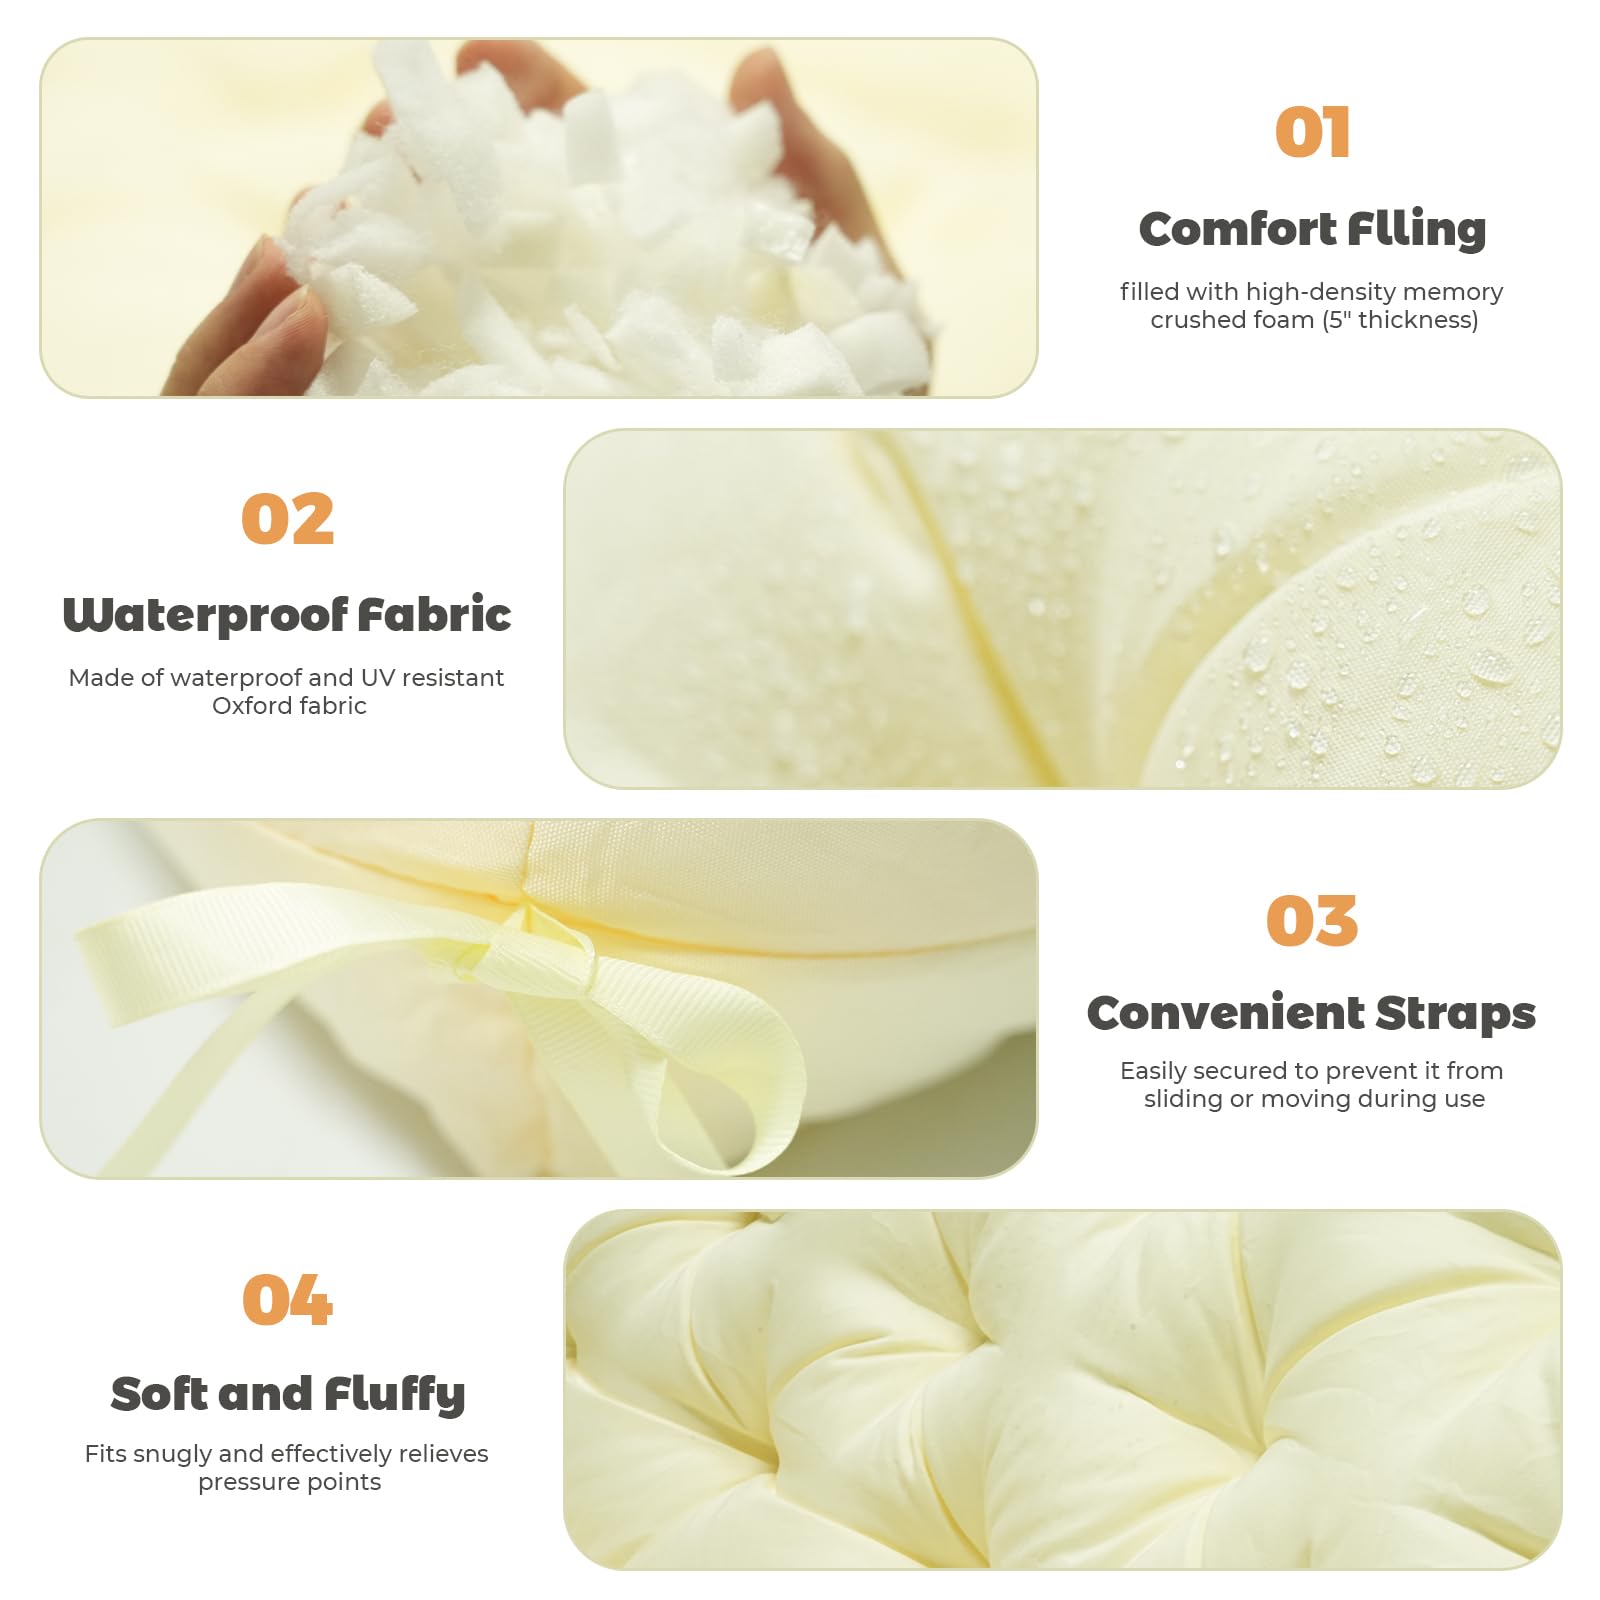 01
Comfort Flling
filled with high-density memory
crushed foam (5" thickness)
02
Waterproof Fabric
Made of waterproof and UV resistant
Oxford fabric
03
Convenient Straps
Easily secured to prevent it from
sliding or moving during use
04
Soft and Fluffy
Fits snugly and effectively relieves
pressure points